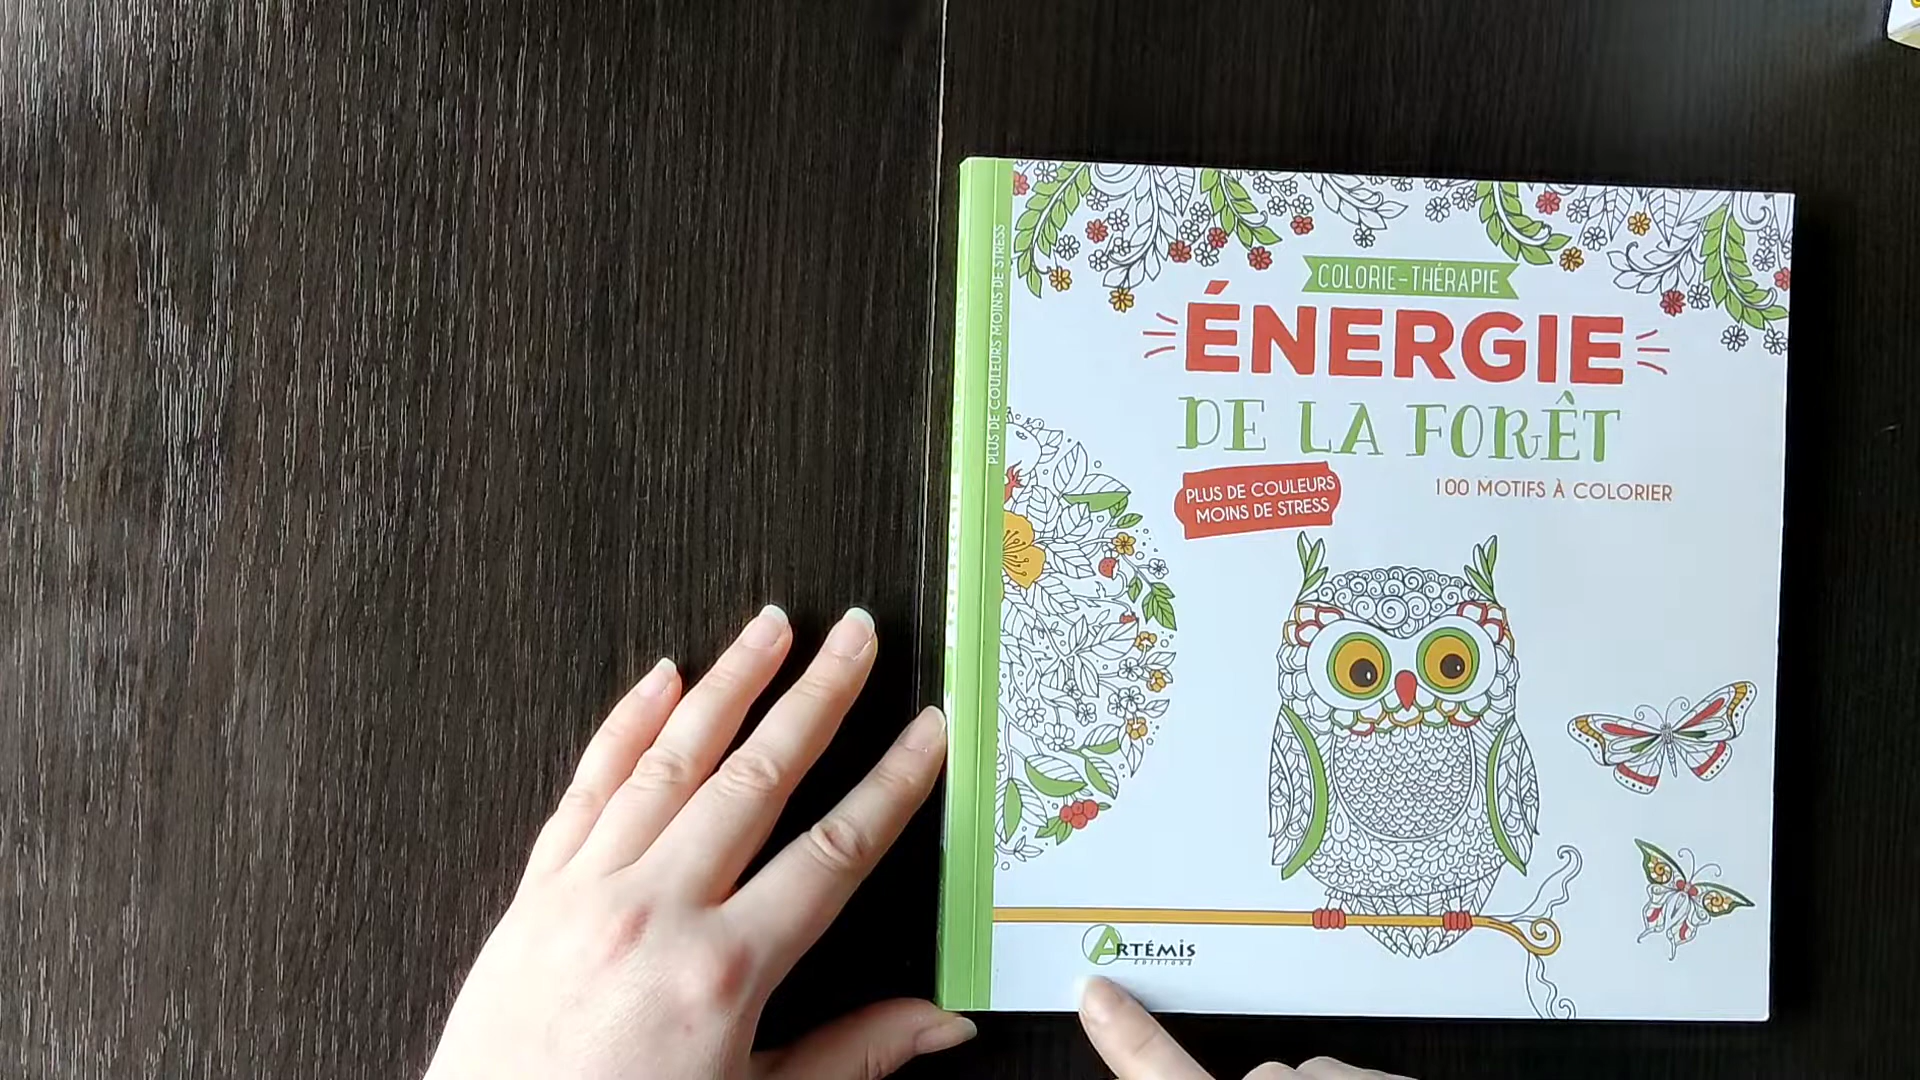 COLORIE-THÉRAPIE
ÉNERGIE
DE LA FORÊT
PLUS DE COULEURS
MOINS DE STRESS
100 MOTIFS À COLORIER
ARTÉMIS
éditions
PLUS DE COULEURS MOINS DE STRESS